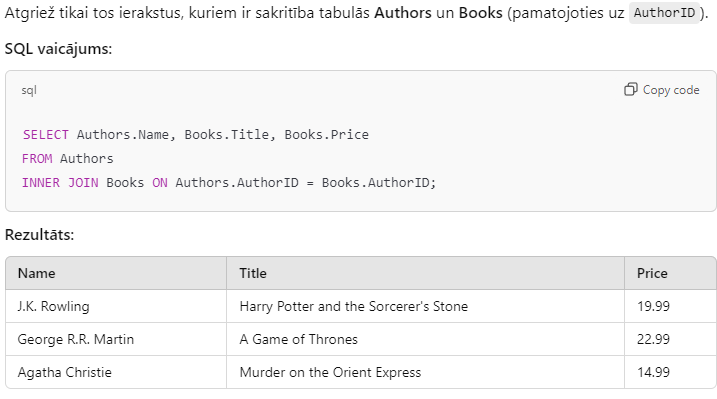 Atgriež tikai tos ierakstus, kuriem ir sakritība tabulās Authors un Books (pamatojoties uz AuthorID ).
SQL vaicājums:
sql Copy code
SELECT Authors.Name, Books.Title, Books.Price
FROM Authors
INNER JOIN Books ON Authors.AuthorID = Books.AuthorID;
Rezultāts:
Name Title Price
J.K. Rowling Harry Potter and the Sorcerer's Stone 19.99
George R.R. Martin A Game of Thrones 22.99
Agatha Christie Murder on the Orient Express 14.99